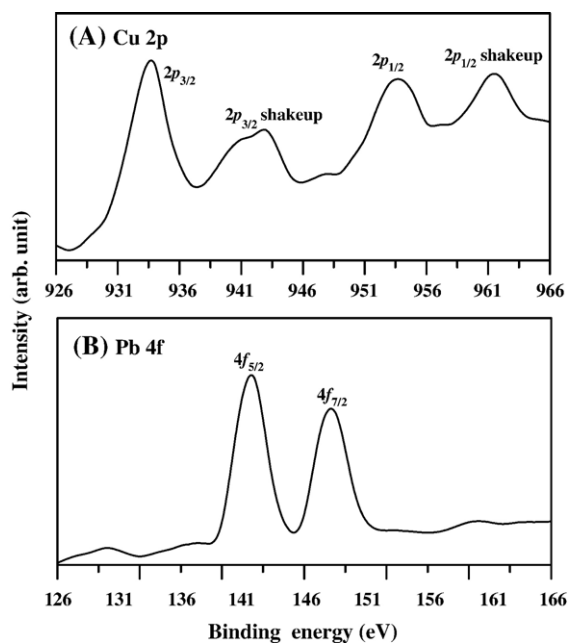 (A) Cu 2p
2p3/2
2p3/2 shakeup
2p1/2
2p1/2 shakeup
926 931 936 941 946 951 956 961 966
Intensity (arb. unit)
(B) Pb 4f
4f5/2
4f7/2
126 131 136 141 146 151 156 161 166
Binding energy (eV)